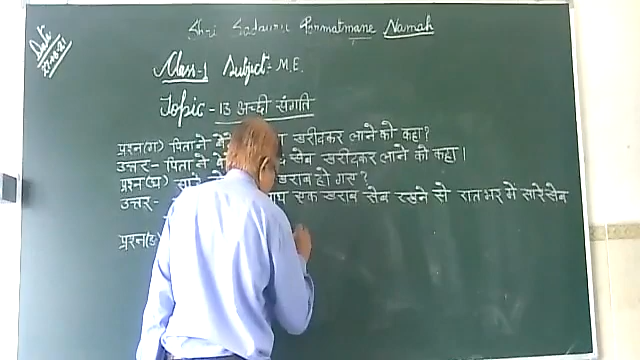 Shri Sadguru Parmatmane Namah
Date
Class-1 Subject:- M.E.
Topic - 13 अच्छी संगति
प्रश्न(ग) पिता ने खरीदकर लाने को कहा?
उत्तर- पिता ने सेब खरीदकर लाने को कहा।
प्रश्न(घ) सारे खराब हो गए?
उत्तर- साथ एक खराब सेब रखने से रात भर मे सारे सेब
प्रश्न(ङ)